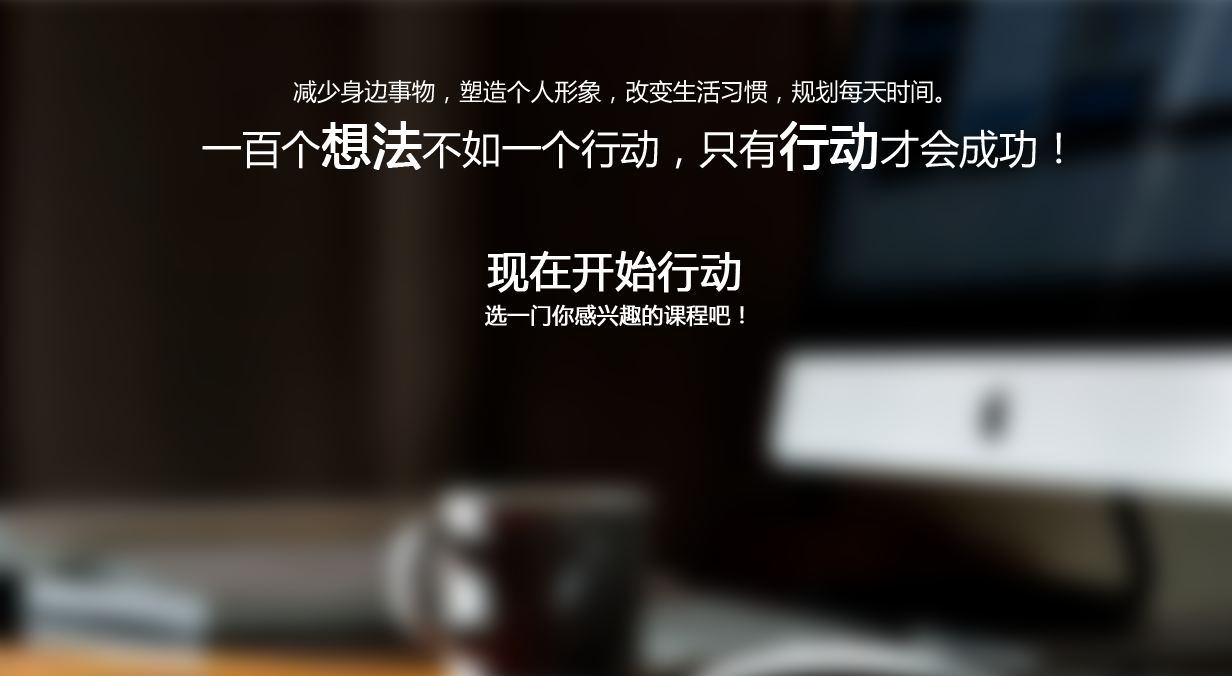 减少身边事物，塑造个人形象，改变生活习惯，规划每天时间。
一百个想法不如一个行动，只有行动才会成功！
现在开始行动
选一门你感兴趣的课程吧！